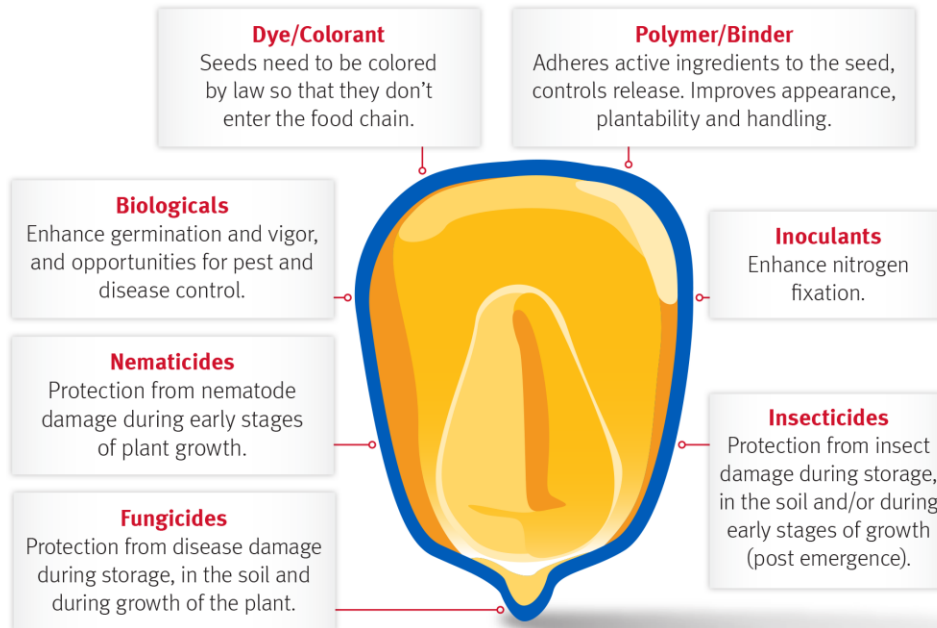 Dye/Colorant
Seeds need to be colored
by law so that they don’t
enter the food chain.
Polymer/Binder
Adheres active ingredients to the seed,
controls release. Improves appearance,
plantability and handling.
Biologicals
Enhance germination and vigor,
and opportunities for pest and
disease control.
Inoculants
Enhance nitrogen
fixation.
Nematicides
Protection from nematode
damage during early stages
of plant growth.
Insecticides
Protection from insect
damage during storage,
in the soil and/or during
early stages of growth
(post emergence).
Fungicides
Protection from disease damage
during storage, in the soil and
during growth of the plant.